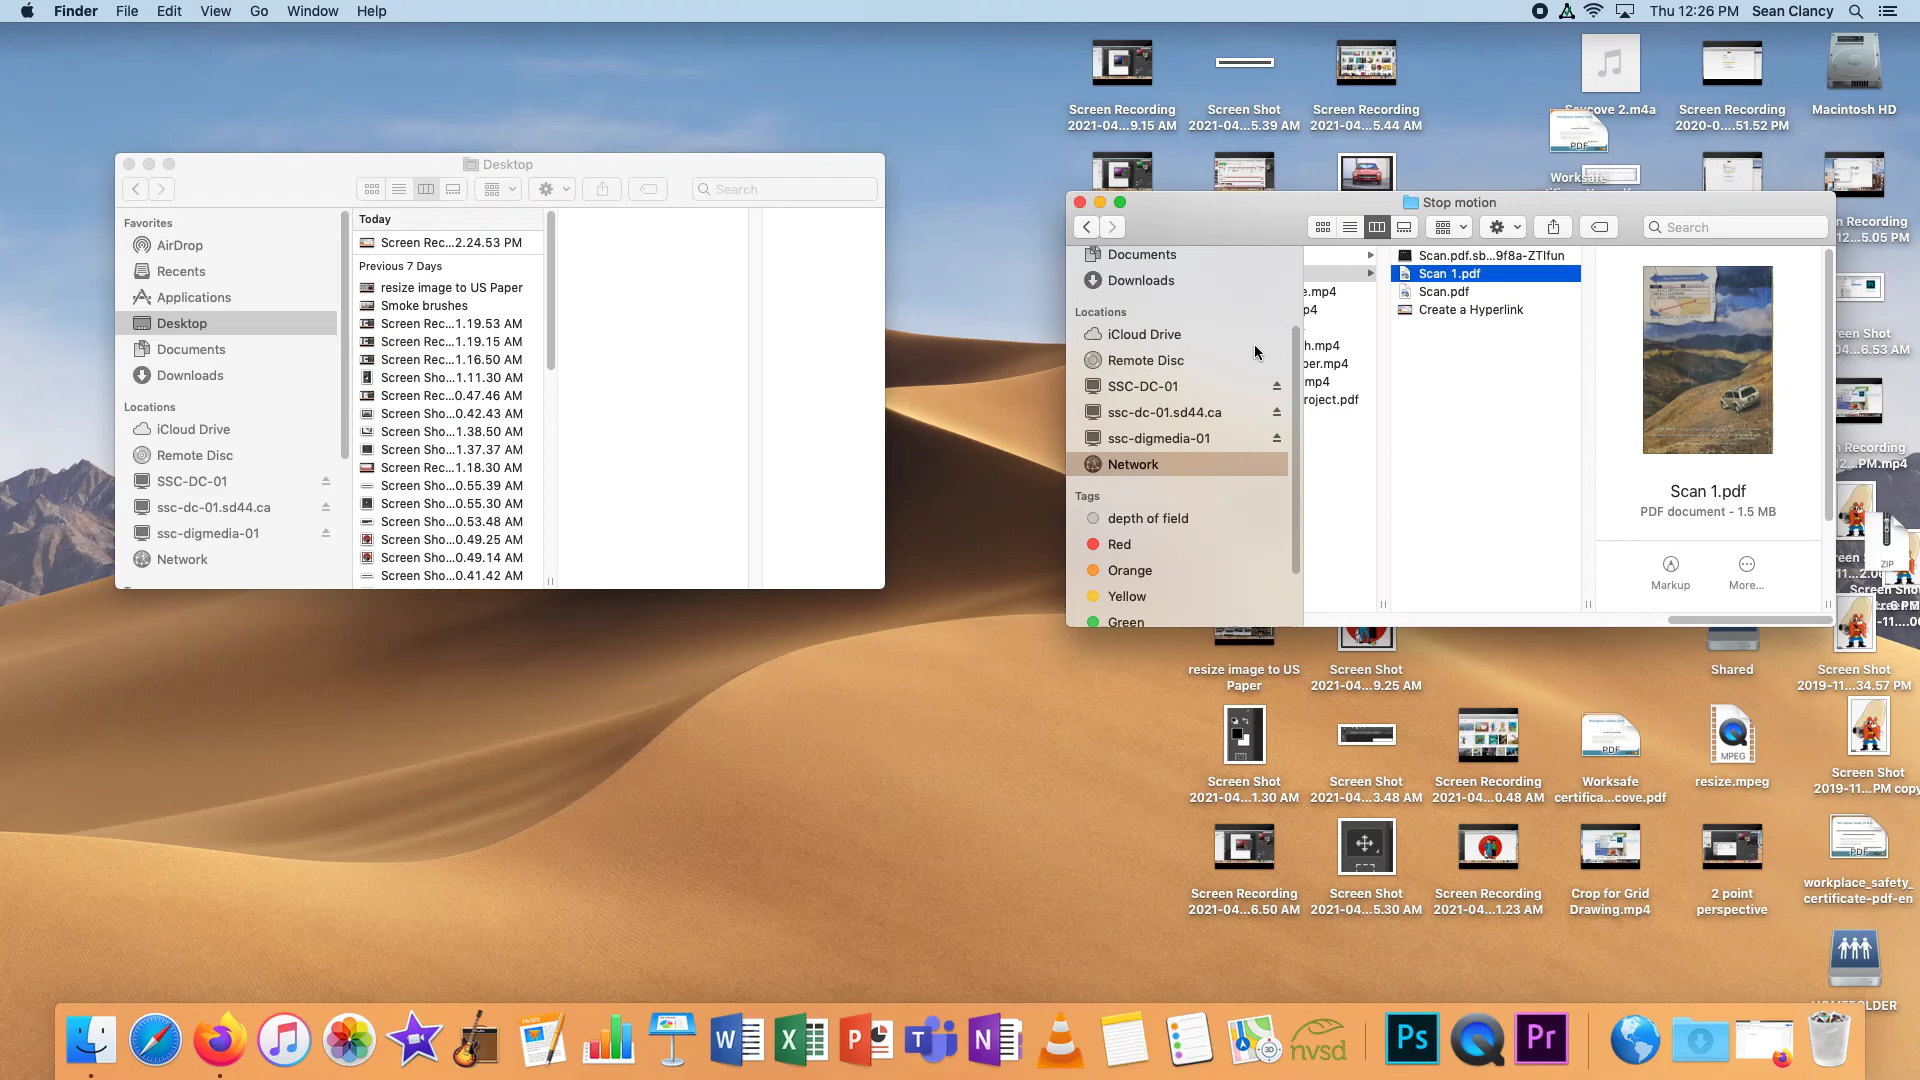 Finder File Edit View Go Window Help
Thu 12:26 PM Sean Clancy
Screen Recording
2021-04...9.15 AM
Screen Shot
2021-04...5.39 AM
Screen Recording
2021-04...5.44 AM
Saycove 2.m4a
Screen Recording
2020-0....51.52 PM
Macintosh HD
PDF
Worksafe
Desktop
Search
Favorites
AirDrop
Recents
Applications
Desktop
Documents
Downloads
Locations
iCloud Drive
Remote Disc
SSC-DC-01
ssc-dc-01.sd44.ca
ssc-digmedia-01
Network
Today
Screen Rec...2.24.53 PM
Previous 7 Days
resize image to US Paper
Smoke brushes
Screen Rec...1.19.53 AM
Screen Rec...1.19.15 AM
Screen Rec...1.16.50 AM
Screen Sho...1.11.30 AM
Screen Rec...0.47.46 AM
Screen Sho...0.42.43 AM
Screen Sho...1.38.50 AM
Screen Sho...1.37.37 AM
Screen Rec...1.18.30 AM
Screen Sho...0.55.39 AM
Screen Sho...0.55.30 AM
Screen Sho...0.53.48 AM
Screen Sho...0.49.25 AM
Screen Sho...0.49.14 AM
Screen Sho...0.41.42 AM
Stop motion
Search
Documents
Downloads
Locations
iCloud Drive
Remote Disc
SSC-DC-01
ssc-dc-01.sd44.ca
ssc-digmedia-01
Network
Tags
depth of field
Red
Orange
Yellow
Green
e.mp4
p4
h.mp4
per.mp4
mp4
roject.pdf
Scan.pdf.sb...9f8a-ZTIfun
Scan 1.pdf
Scan.pdf
Create a Hyperlink
Scan 1.pdf
PDF document - 1.5 MB
Markup
More...
n Recording
12...5.05 PM
een Shot
04...6.53 AM
n Recording
2...PM.mp4
ZIP
Screen Sho
resize image to US
Paper
Screen Shot
2021-04...9.25 AM
Shared
Screen Shot
2019-11...34.57 PM
Screen Shot
2021-04...1.30 AM
Screen Shot
2021-04...3.48 AM
Screen Recording
2021-04...0.48 AM
PDF
Worksafe
certifica...cove.pdf
MPEG
resize.mpeg
Screen Shot
2019-11...PM copy
Screen Recording
2021-04...6.50 AM
Screen Shot
2021-04...5.30 AM
Screen Recording
2021-04...1.23 AM
Crop for Grid
Drawing.mp4
2 point
perspective
PDF
workplace_safety_
certificate-pdf-en
HOMEFOLDER
PAGES
W
X
P
T
N
3D
nvsd
Ps
Pr